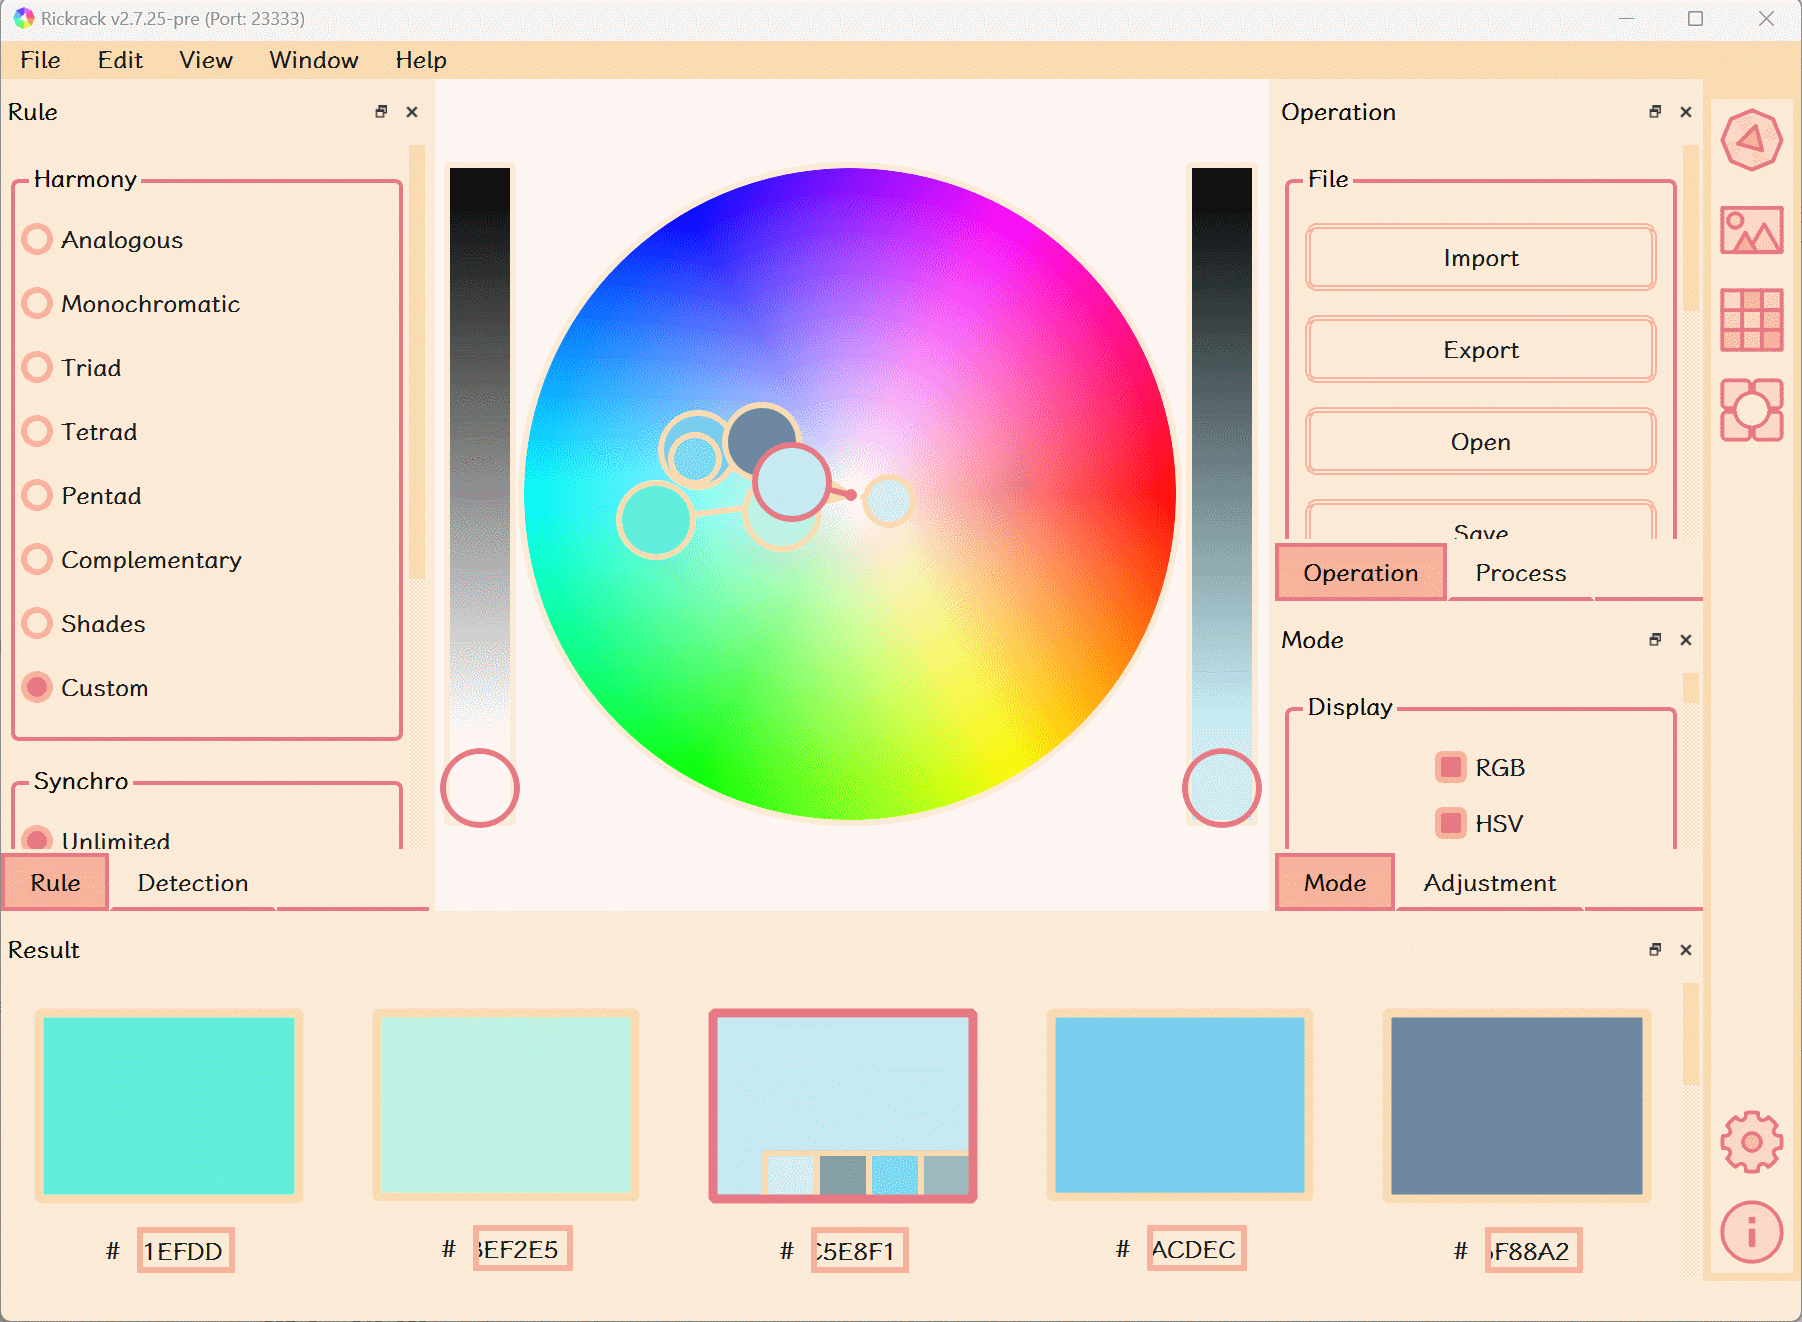 Rickrack v2.7.25-pre (Port: 23333)
File Edit View Window Help
Rule
Harmony
Analogous
Monochromatic
Triad
Tetrad
Pentad
Complementary
Shades
Custom
Synchro
Unlimited
Rule Detection
Operation
File
Import
Export
Open
Save
Operation Process
Mode
Display
RGB
HSV
Mode Adjustment
Result
# 1EFDD # BEF2E5 # C5E8F1 # ACDEC # 6F88A2